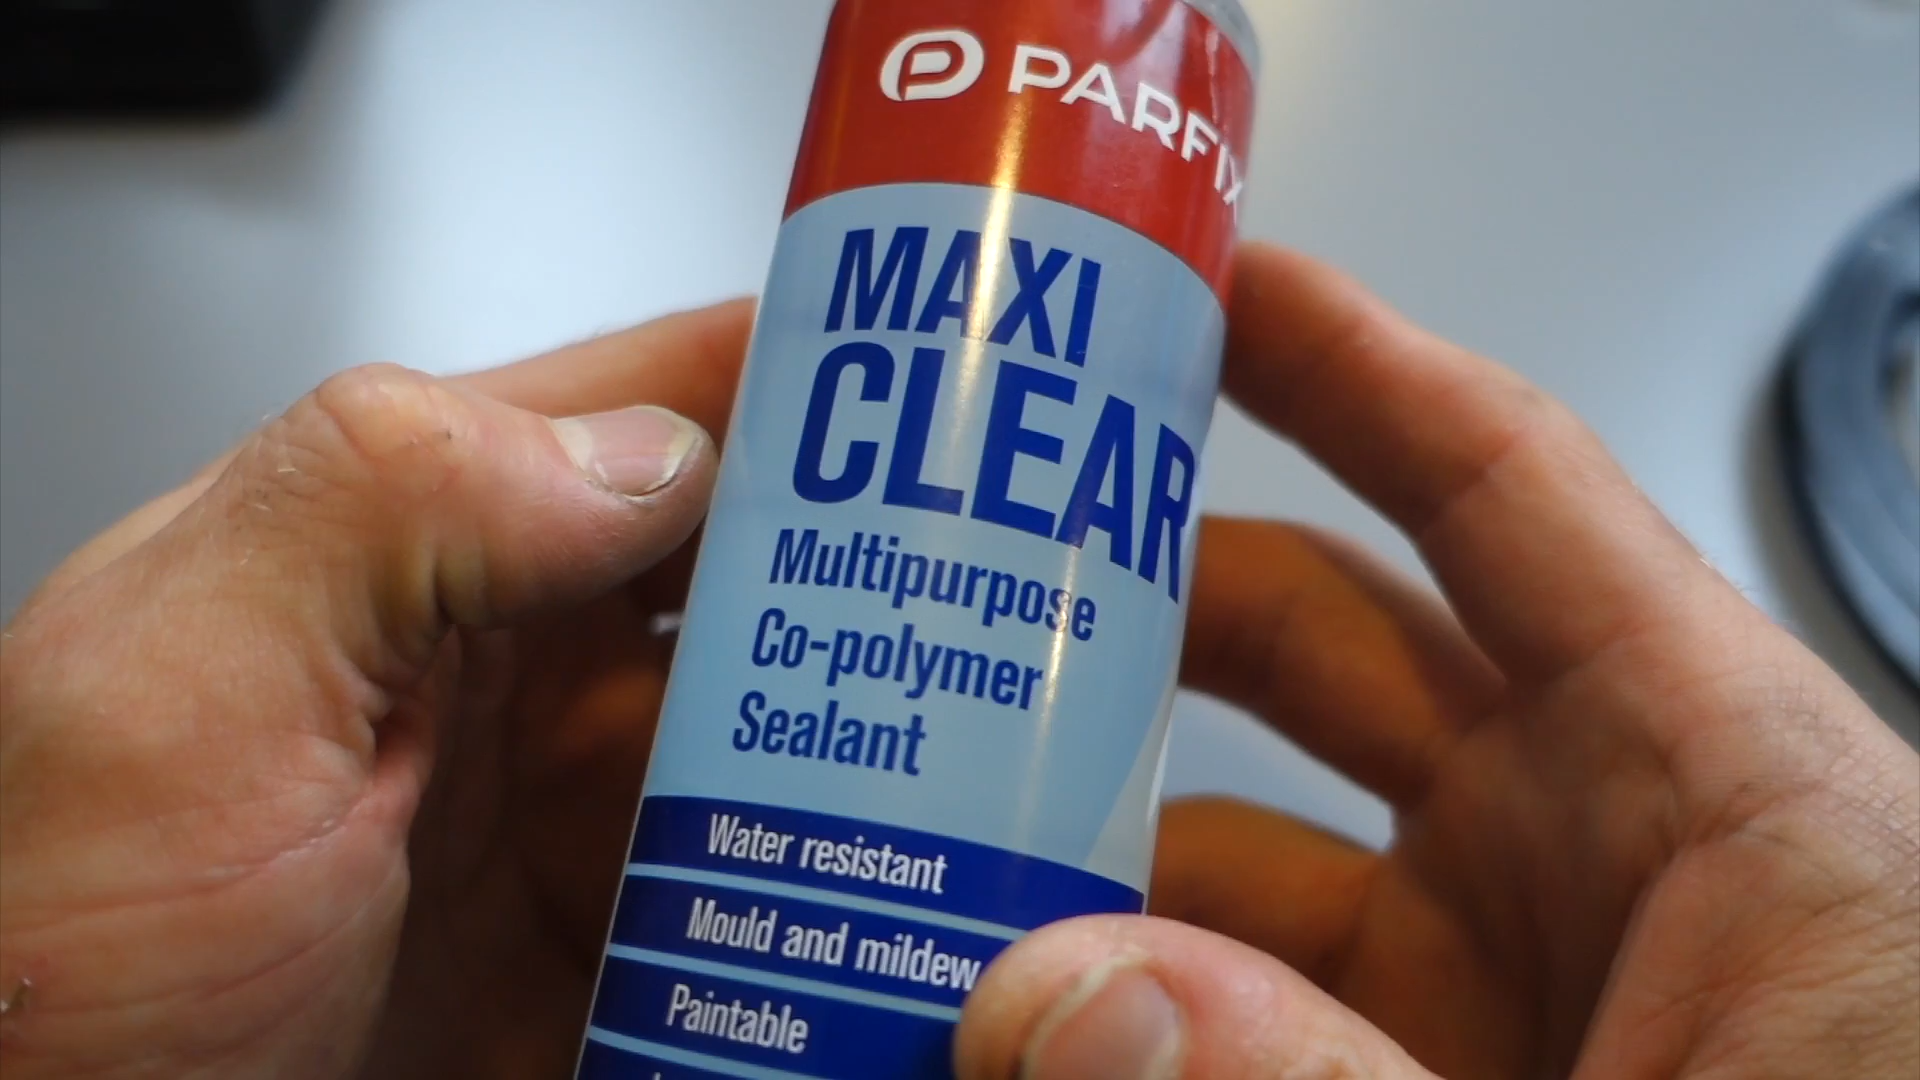 PARFIX
MAXI
CLEAR
Multipurpose
Co-polymer
Sealant
Water resistant
Mould and mildew
Paintable